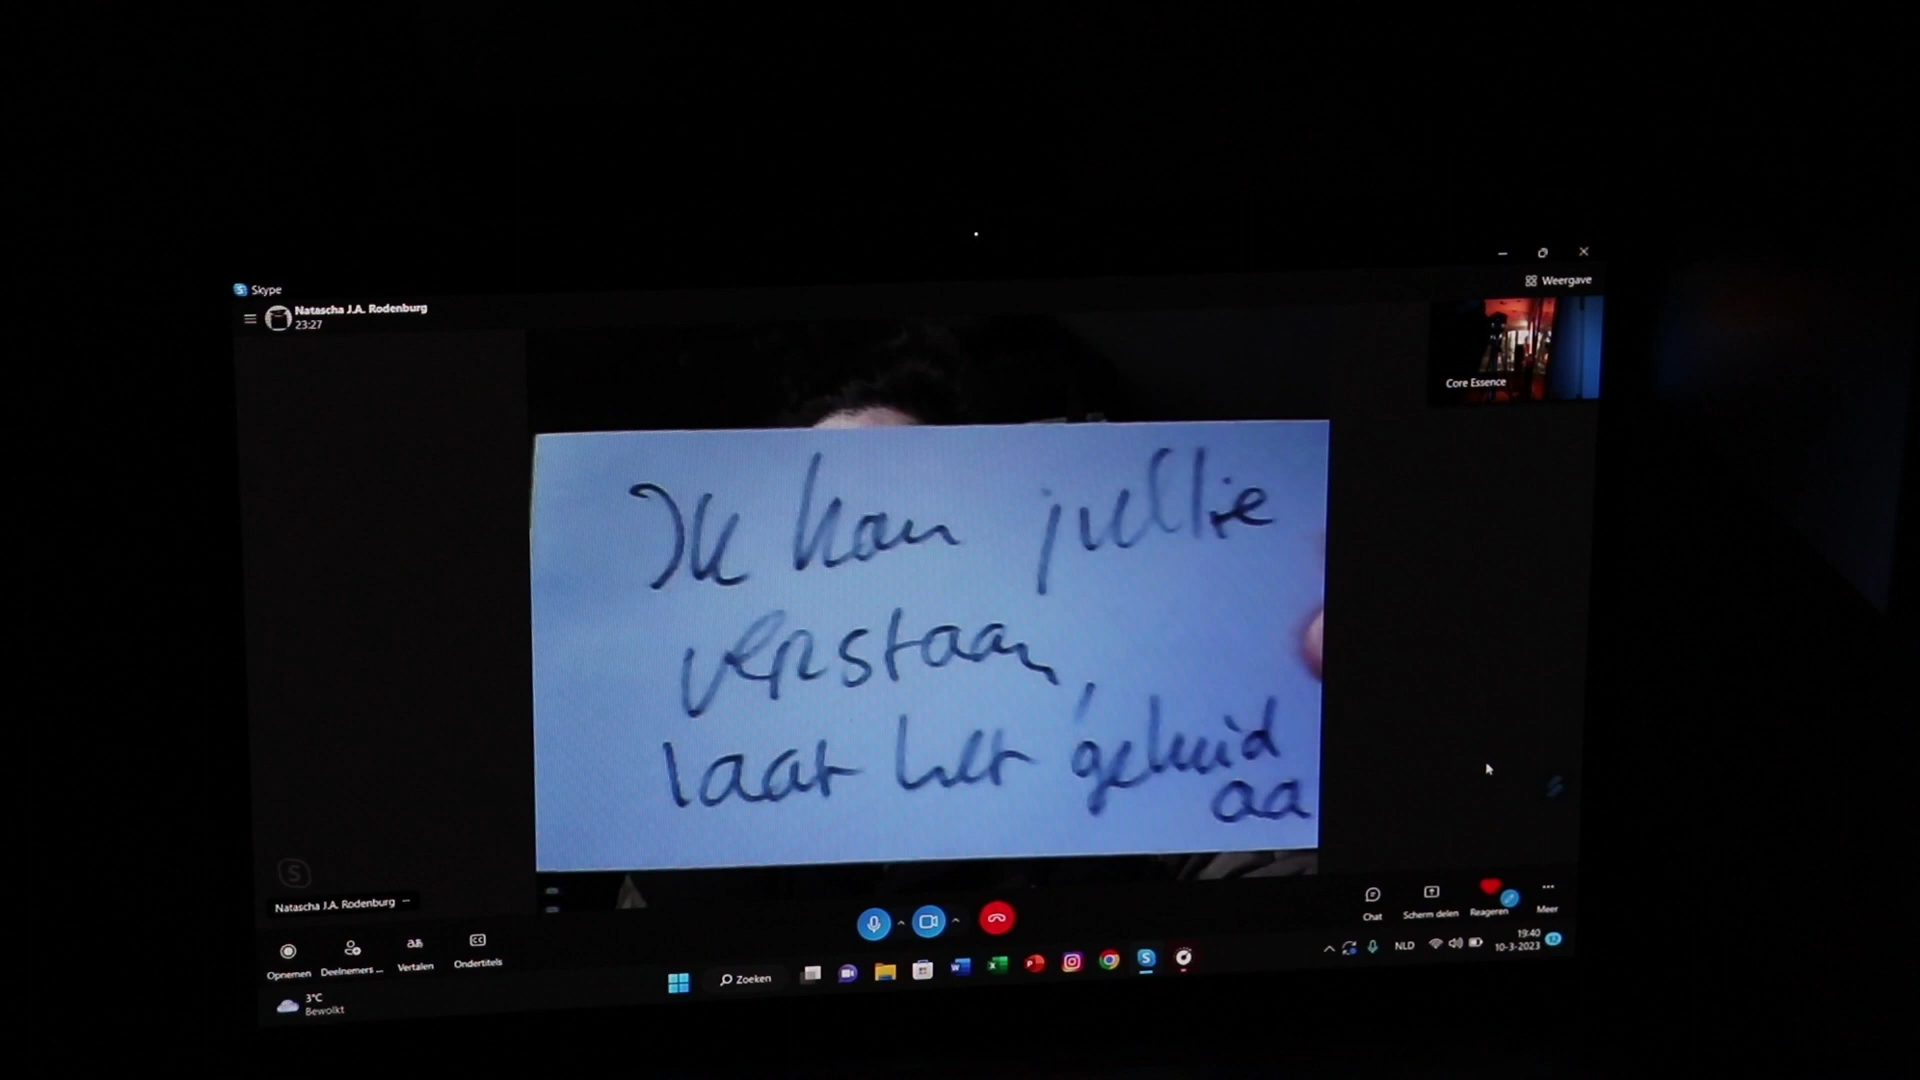 Skype
Weergave
Natascha J.A. Rodenburg
23:27
Core Essence
Ik kan jullie
verstaan,
laat het geluid
aa
Natascha J.A. Rodenburg ...
Chat
Scherm delen
Reageren
Meer
Opnemen
Deelnemers ...
Vertalen
Ondertitels
Zoeken
NLD
19:40
10-3-2023
3°C
Bewolkt